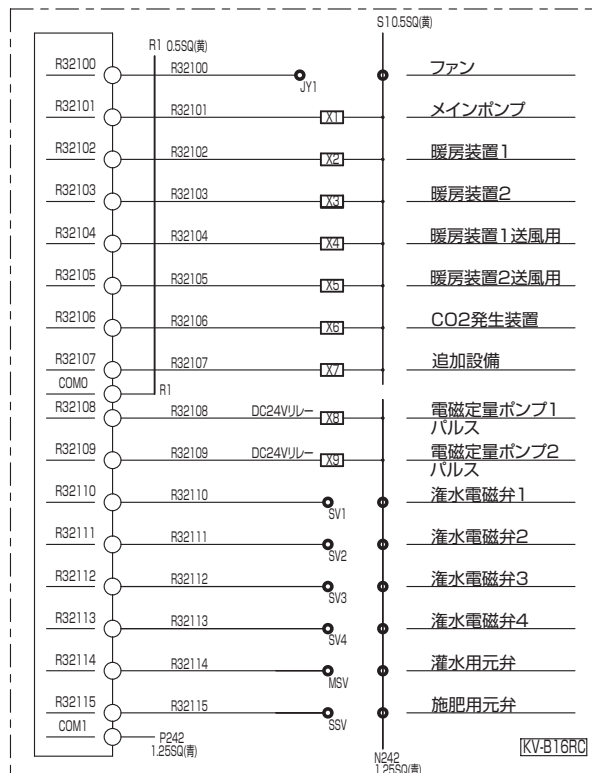 S1 0.5SQ(黄)
R1 0.5SQ(黄)
R32100 R32100 JY1 ファン
R32101 R32101 X1 メインポンプ
R32102 R32102 X2 暖房装置1
R32103 R32103 X3 暖房装置2
R32104 R32104 X4 暖房装置1送風用
R32105 R32105 X5 暖房装置2送風用
R32106 R32106 X6 CO2発生装置
R32107 R32107 X7 追加設備
COM0 R1
R32108 R32108 DC24Vリレー X8 電磁定量ポンプ1
パルス
R32109 R32109 DC24Vリレー X9 電磁定量ポンプ2
パルス
R32110 R32110 SV1 潅水電磁弁1
R32111 R32111 SV2 潅水電磁弁2
R32112 R32112 SV3 潅水電磁弁3
R32113 R32113 SV4 潅水電磁弁4
R32114 R32114 MSV 灌水用元弁
R32115 R32115 SSV 施肥用元弁
COM1 P242
1.25SQ(青)
N242
1.25SQ(青)
KV-B16RC